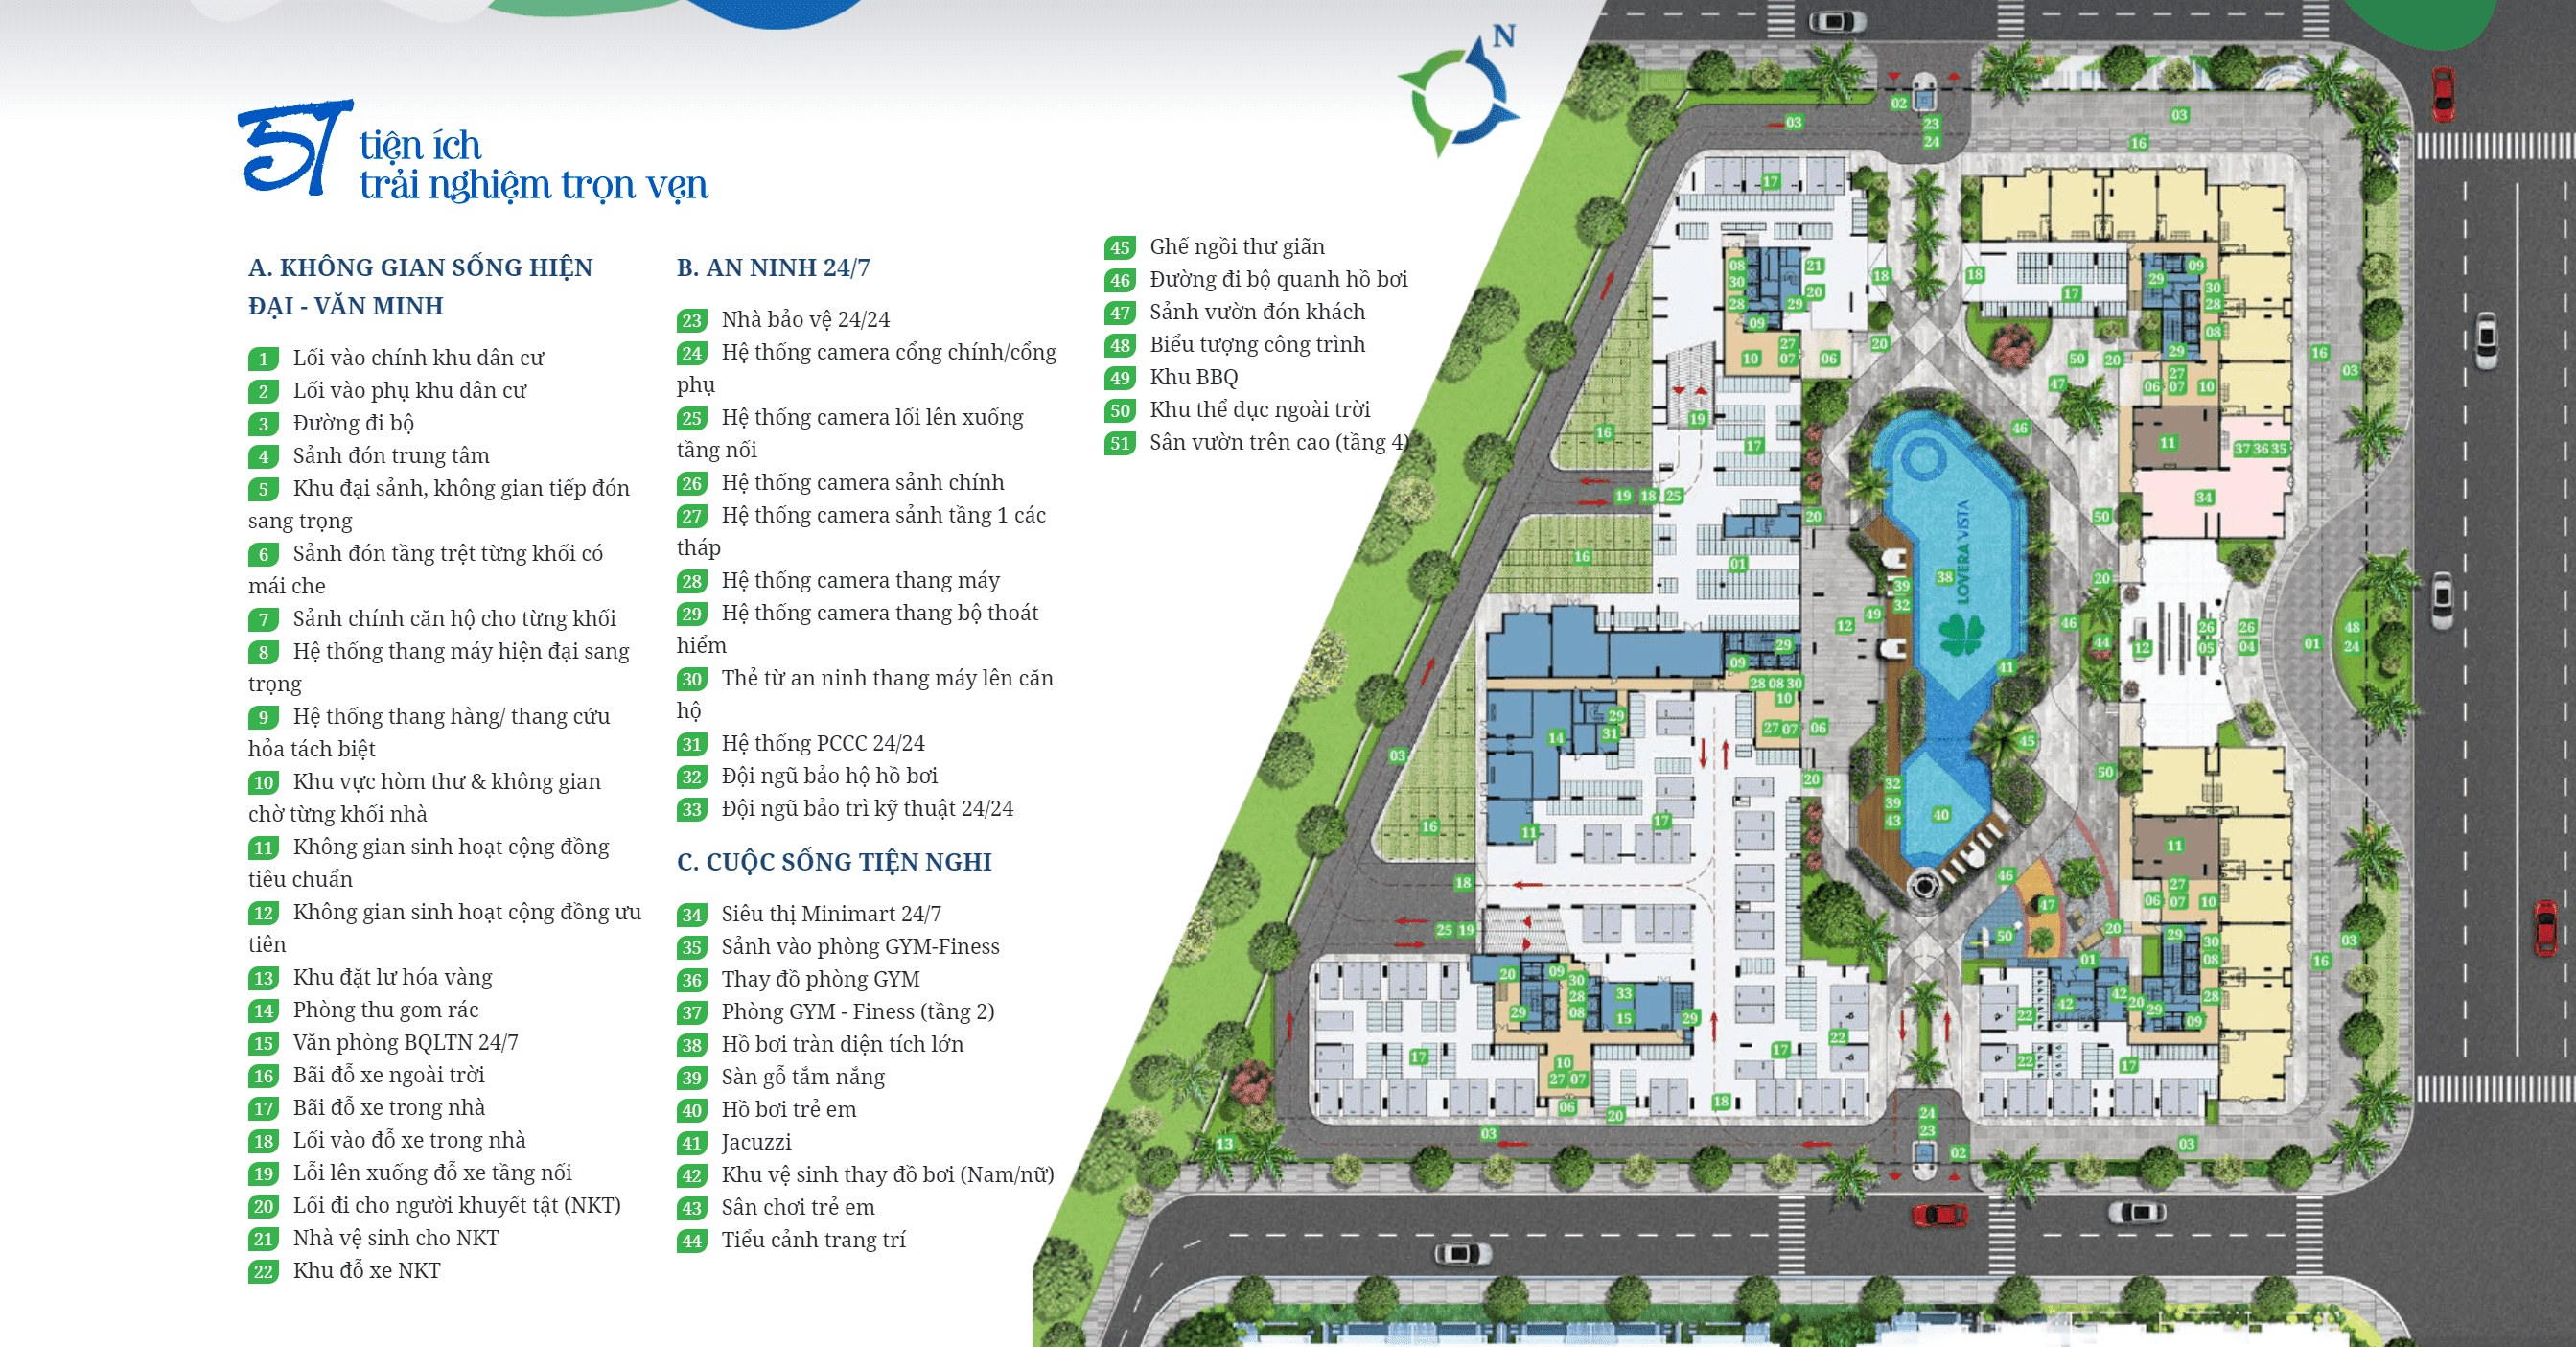 N
51 tiện ích
trải nghiệm trọn vẹn
A. KHÔNG GIAN SỐNG HIỆN
ĐẠI - VĂN MINH
1 Lối vào chính khu dân cư
2 Lối vào phụ khu dân cư
3 Đường đi bộ
4 Sảnh đón trung tâm
5 Khu đại sảnh, không gian tiếp đón
sang trọng
6 Sảnh đón tầng trệt từng khối có
mái che
7 Sảnh chính căn hộ cho từng khối
8 Hệ thống thang máy hiện đại sang
trọng
9 Hệ thống thang hàng/ thang cứu
hỏa tách biệt
10 Khu vực hòm thư & không gian
chờ từng khối nhà
11 Không gian sinh hoạt cộng đồng
tiêu chuẩn
12 Không gian sinh hoạt cộng đồng ưu
tiên
13 Khu đặt lư hóa vàng
14 Phòng thu gom rác
15 Văn phòng BQLTN 24/7
16 Bãi đỗ xe ngoài trời
17 Bãi đỗ xe trong nhà
18 Lối vào đỗ xe trong nhà
19 Lỗi lên xuống đỗ xe tầng nối
20 Lối đi cho người khuyết tật (NKT)
21 Nhà vệ sinh cho NKT
22 Khu đỗ xe NKT
B. AN NINH 24/7
23 Nhà bảo vệ 24/24
24 Hệ thống camera cổng chính/cổng
phụ
25 Hệ thống camera lối lên xuống
tầng nối
26 Hệ thống camera sảnh chính
27 Hệ thống camera sảnh tầng 1 các
tháp
28 Hệ thống camera thang máy
29 Hệ thống camera thang bộ thoát
hiểm
30 Thẻ từ an ninh thang máy lên căn
hộ
31 Hệ thống PCCC 24/24
32 Đội ngũ bảo hộ hồ bơi
33 Đội ngũ bảo trì kỹ thuật 24/24
C. CUỘC SỐNG TIỆN NGHI
34 Siêu thị Minimart 24/7
35 Sảnh vào phòng GYM-Finess
36 Thay đồ phòng GYM
37 Phòng GYM - Finess (tầng 2)
38 Hồ bơi tràn diện tích lớn
39 Sàn gỗ tắm nắng
40 Hồ bơi trẻ em
41 Jacuzzi
42 Khu vệ sinh thay đồ bơi (Nam/nữ)
43 Sân chơi trẻ em
44 Tiểu cảnh trang trí
45 Ghế ngồi thư giãn
46 Đường đi bộ quanh hồ bơi
47 Sảnh vườn đón khách
48 Biểu tượng công trình
49 Khu BBQ
50 Khu thể dục ngoài trời
51 Sân vườn trên cao (tầng 4)
LOVERA VISTA